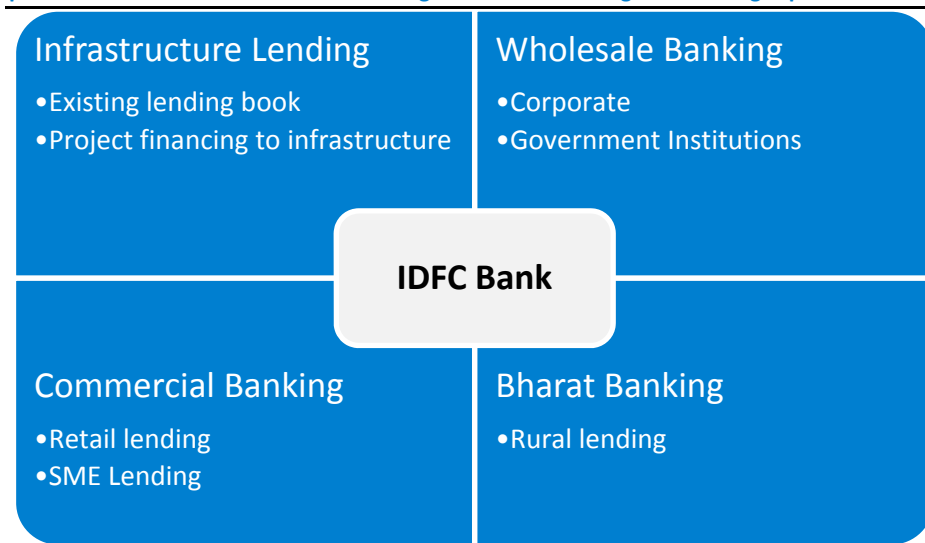 Infrastructure Lending
•Existing lending book
•Project financing to infrastructure
Wholesale Banking
•Corporate
•Government Institutions
IDFC Bank
Commercial Banking
•Retail lending
•SME Lending
Bharat Banking
•Rural lending